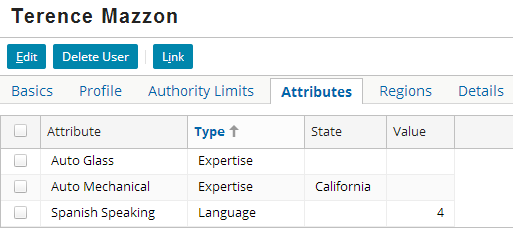 Terence Mazzon
Edit Delete User Link
Basics Profile Authority Limits Attributes Regions Details
Attribute Type ↑ State Value
Auto Glass Expertise
Auto Mechanical Expertise California
Spanish Speaking Language 4